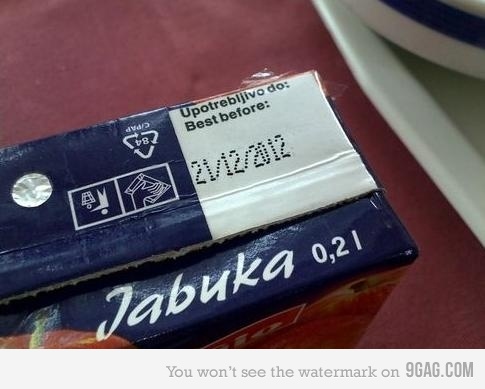 Upotrebljivo do:
Best before:
21/12/2012
84
C/PAP
Jabuka 0,2 l
You won't see the watermark on 9GAG.COM